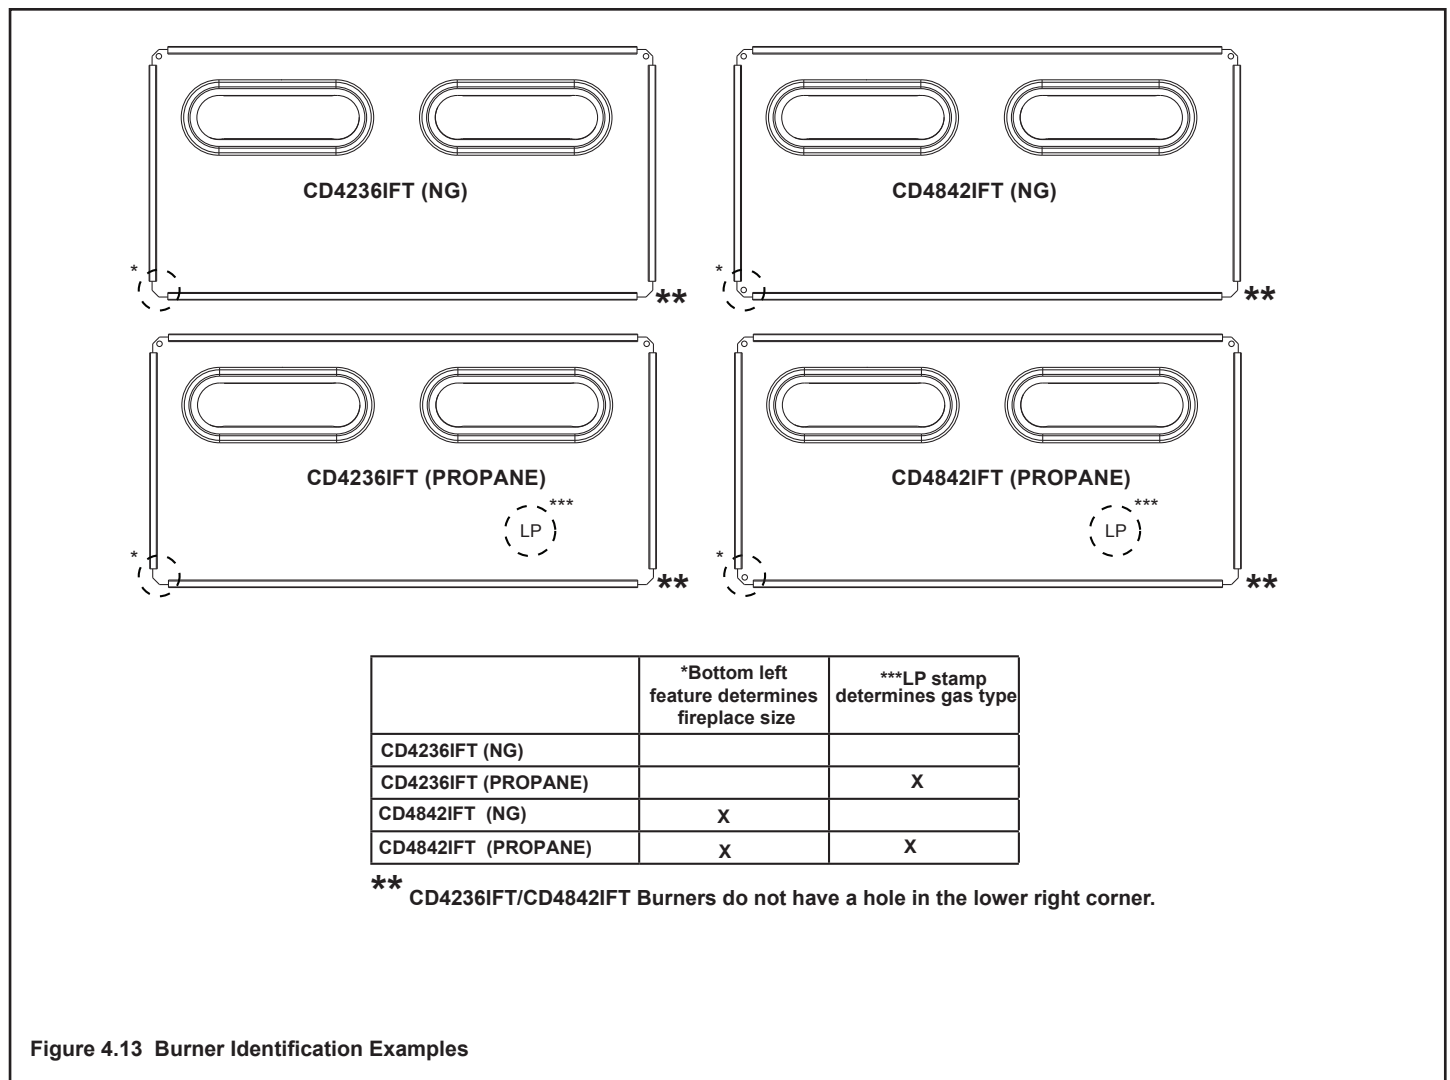 CD4236IFT (NG)
*
**
CD4842IFT (NG)
*
**
CD4236IFT (PROPANE)
***
LP
*
**
CD4842IFT (PROPANE)
***
LP
*
**
*Bottom left
feature determines
fireplace size
***LP stamp
determines gas type
CD4236IFT (NG)
CD4236IFT (PROPANE) X
CD4842IFT (NG) X
CD4842IFT (PROPANE) X X
** CD4236IFT/CD4842IFT Burners do not have a hole in the lower right corner.
Figure 4.13 Burner Identification Examples